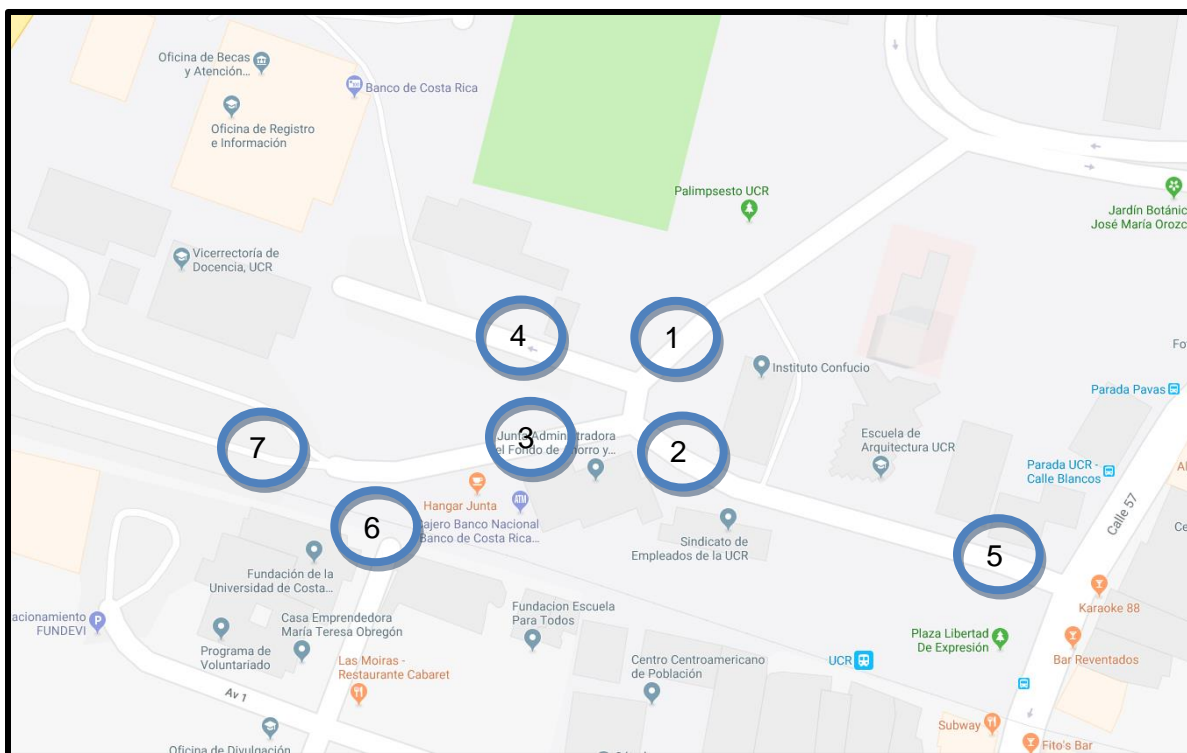 Oficina de Becas
y Atención...
Banco de Costa Rica
Oficina de Registro
e Información
Palimpsesto UCR
Jardín Botánic
José María Orozc
Vicerrectoría de
Docencia, UCR
4
1
Instituto Confucio
Fo
Parada Pavas
3
Junta Administradora
el Fondo de Ahorro y...
2
7
Escuela de
Arquitectura UCR
Parada UCR -
Calle Blancos
Al
Hangar Junta
ATM
ajero Banco Nacional
Banco de Costa Rica...
6
Sindicato de
Empleados de la UCR
Calle 57
Ce
5
Fundación de la
Universidad de Costa...
Karaoke 88
acionamiento
FUNDEVI
P
Casa Emprendedora
María Teresa Obregón
Fundacion Escuela
Para Todos
Programa de
Voluntariado
Plaza Libertad
De Expresión
Bar Reventados
Las Moiras -
Restaurante Cabaret
Centro Centroamericano
de Población
UCR
Av 1
Subway
Fito's Bar
Oficina de Divulgación